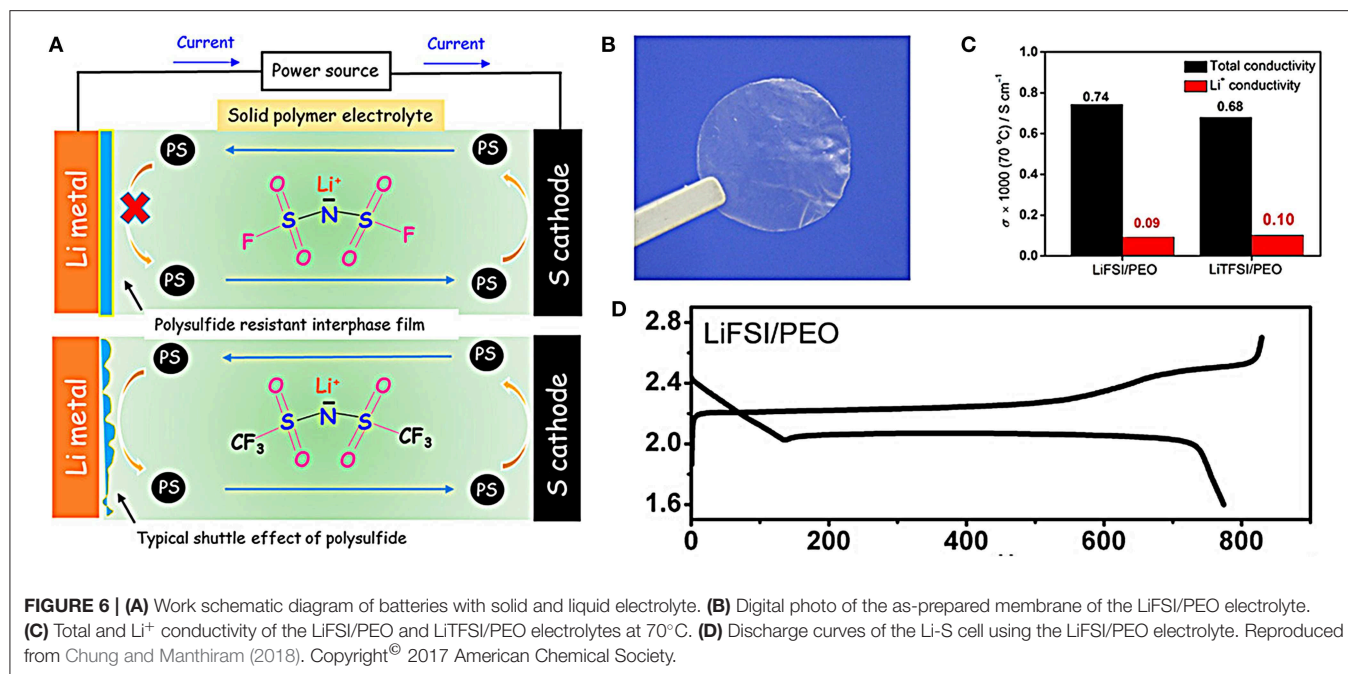 A
Current
Current
Power source
Solid polymer electrolyte
Li metal
PS
PS
O
O
Li⁺
N
S
S
F
F
O
O
PS
PS
S cathode
Polysulfide resistant interphase film
Li metal
PS
PS
O
O
Li⁺
N
S
S
CF₃
CF₃
O
O
PS
PS
S cathode
Typical shuttle effect of polysulfide
B
C
σ × 1000 (70 °C) / S cm⁻¹
1.0
0.8
0.6
0.4
0.2
0.0
Total conductivity
Li⁺ conductivity
0.74
0.68
0.09
0.10
LiFSI/PEO
LiTFSI/PEO
D
LiFSI/PEO
2.8
2.4
2.0
1.6
0
200
400
600
800
FIGURE 6 | (A) Work schematic diagram of batteries with solid and liquid electrolyte. (B) Digital photo of the as-prepared membrane of the LiFSI/PEO electrolyte.
(C) Total and Li⁺ conductivity of the LiFSI/PEO and LiTFSI/PEO electrolytes at 70°C. (D) Discharge curves of the Li-S cell using the LiFSI/PEO electrolyte. Reproduced
from Chung and Manthiram (2018). Copyright© 2017 American Chemical Society.